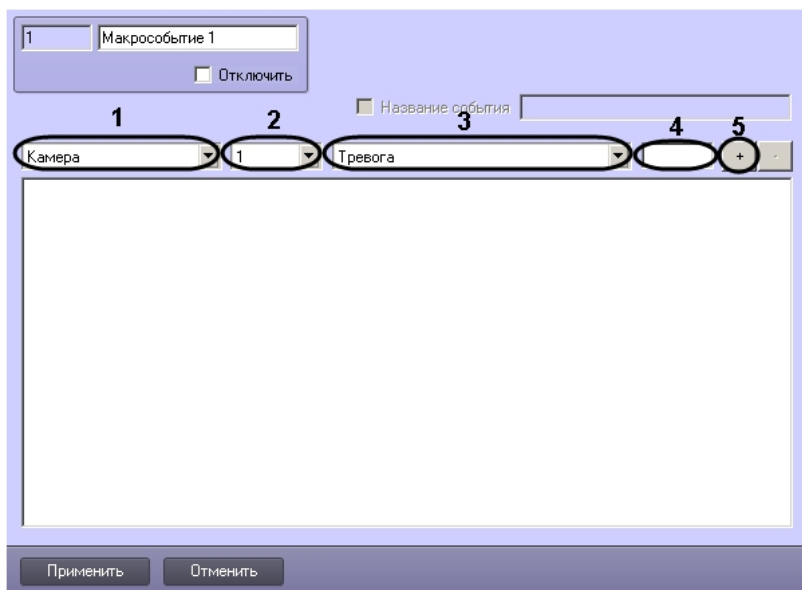 1 Макрособытие 1
Отключить
Название события
1 2 3 4 5
Камера 1 Тревога + -
Применить Отменить